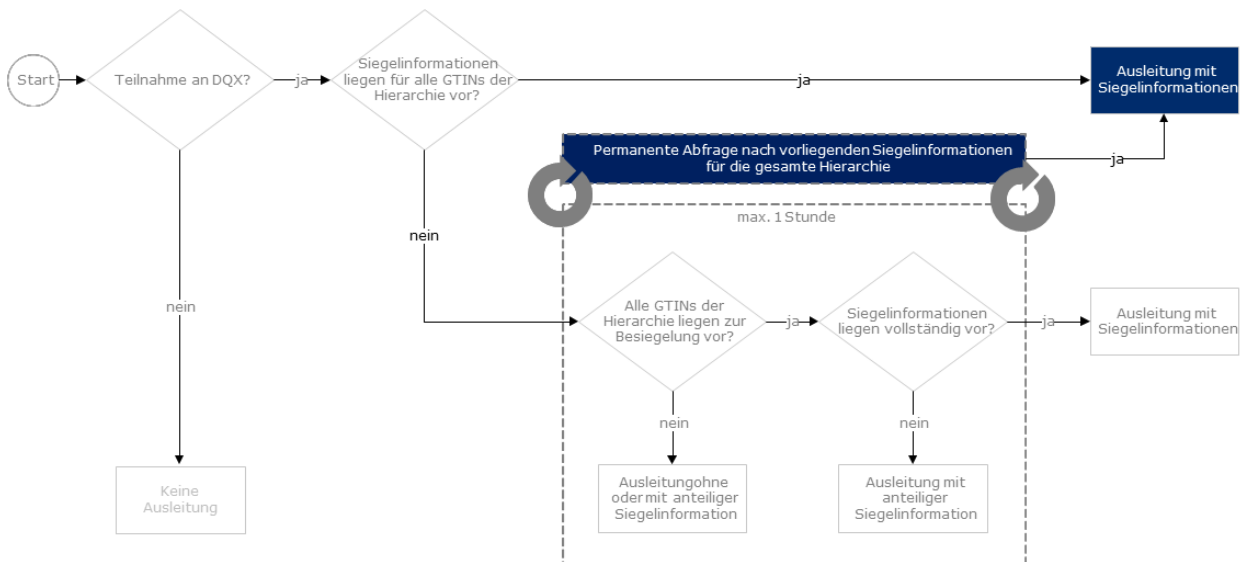 Start
Teilnahme an DQX?
ja
Siegelinformationen
liegen für alle GTINs der
Hierarchie vor?
ja
Ausleitung mit
Siegelinformationen
Permanente Abfrage nach vorliegenden Siegelinformationen
für die gesamte Hierarchie
ja
max. 1 Stunde
nein
nein
Alle GTINs der
Hierarchie liegen zur
Besiegelung vor?
ja
Siegelinformationen
liegen vollständig vor?
ja
Ausleitung mit
Siegelinformationen
nein
nein
Keine
Ausleitung
Ausleitungohne
oder mit anteiliger
Siegelinformation
Ausleitung mit
anteiliger
Siegelinformation